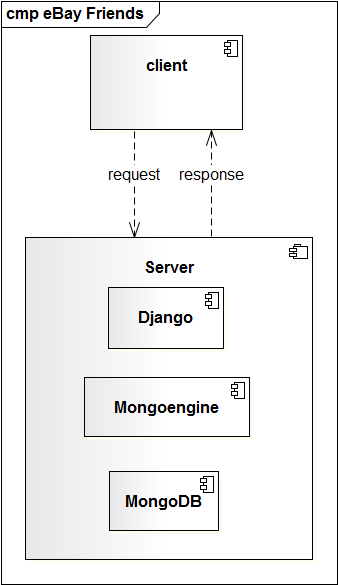 cmp eBay Friends
client
request response
Server
Django
Mongoengine
MongoDB